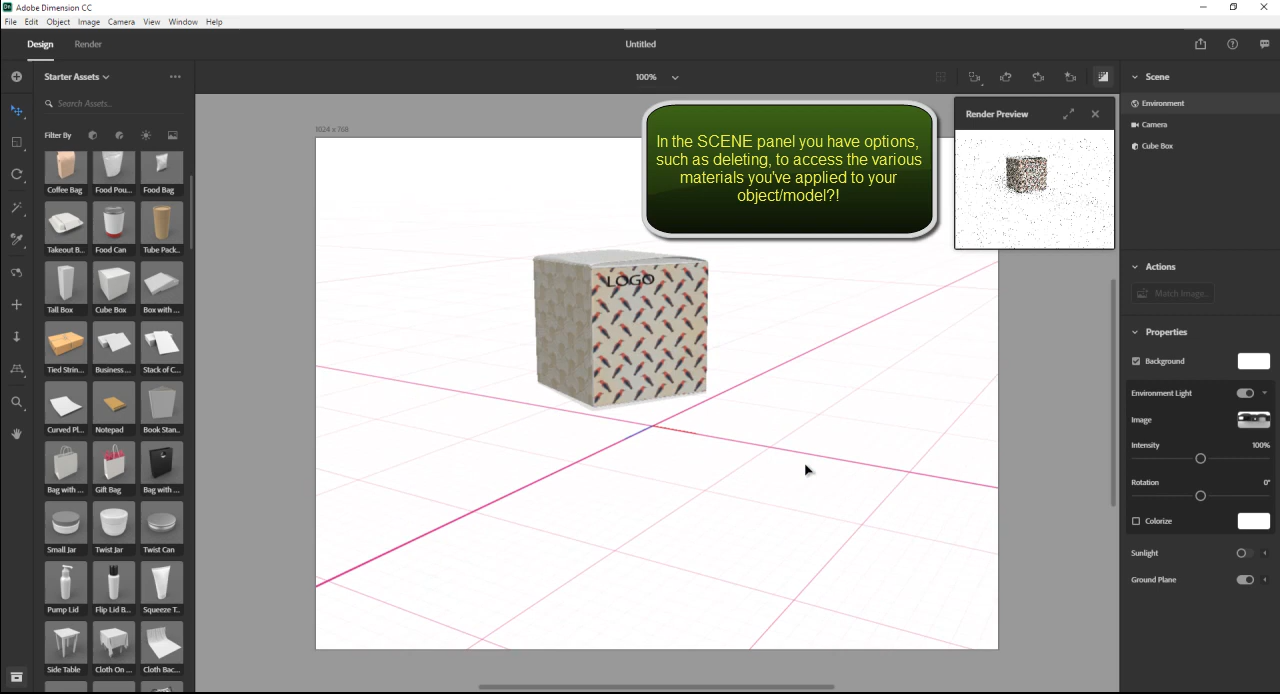 Dn Adobe Dimension CC
File Edit Object Image Camera View Window Help
Design Render
Untitled
Starter Assets
Search Assets...
Filter By
Coffee Bag Food Pou... Food Bag
Takeout B... Food Can Tube Pack...
Tall Box Cube Box Box with ...
Tied Strin... Business ... Stack of C...
Curved Pl... Notepad Book Stan...
Bag with ... Gift Bag Bag with ...
Small Jar Twist Jar Twist Can
Pump Lid Flip Lid B... Squeeze T...
Side Table Cloth On ... Cloth Bac...
100%
1024 x 768
LOGO
In the SCENE panel you have options,
such as deleting, to access the various
materials you've applied to your
object/model?!
Render Preview
Scene
Environment
Camera
Cube Box
Actions
Match Image...
Properties
Background
Environment Light
Image
Intensity 100%
Rotation 0°
Colorize
Sunlight
Ground Plane